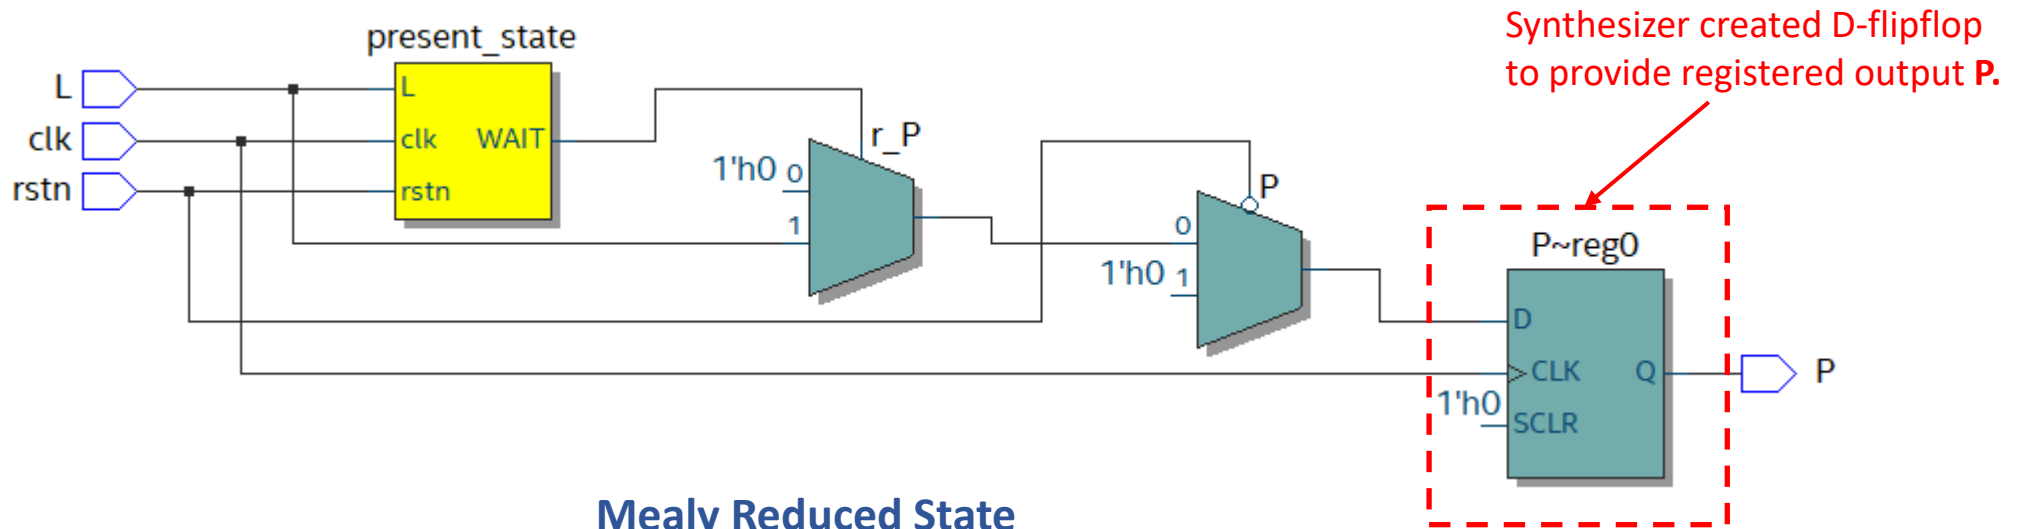 Synthesizer created D-flipflop
to provide registered output P.
present_state
L
clk
rstn
L
clk
WAIT
rstn
r_P
1'h0
0
1
P
0
1'h0
1
P~reg0
D
CLK
Q
1'h0
SCLR
P
Mealy Reduced State